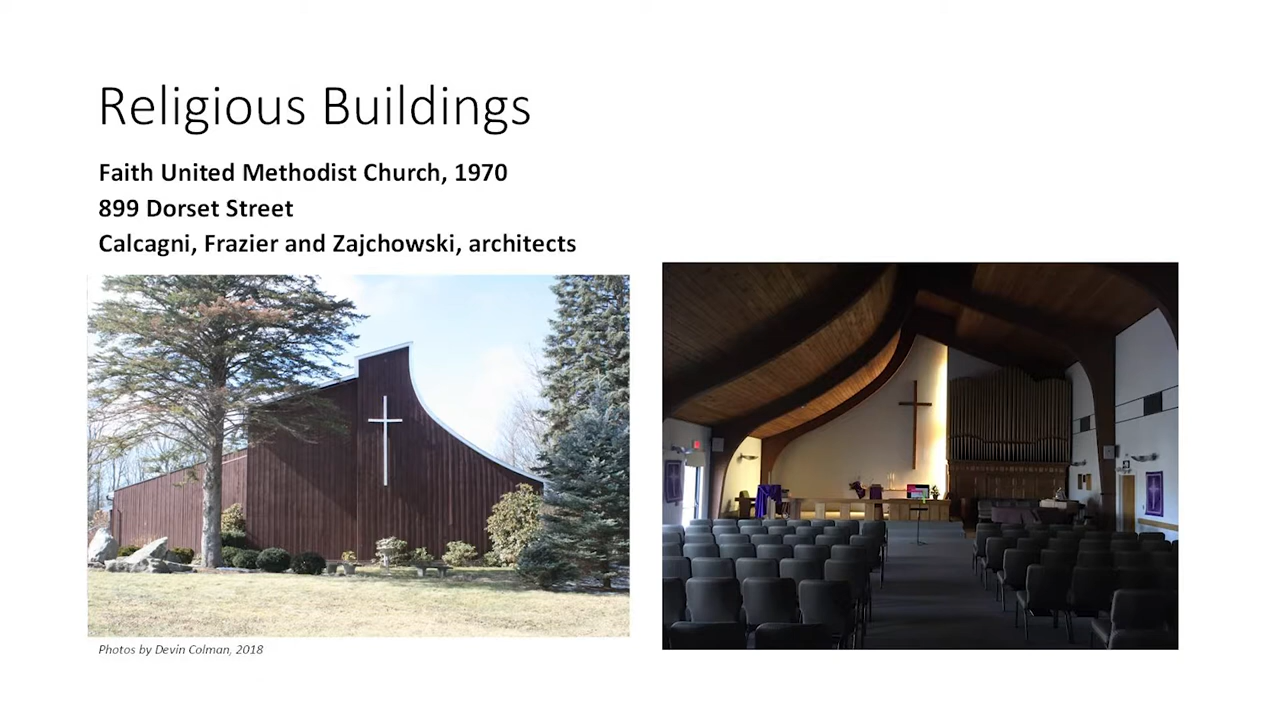 Religious Buildings
Faith United Methodist Church, 1970
899 Dorset Street
Calcagni, Frazier and Zajchowski, architects
Photos by Devin Colman, 2018